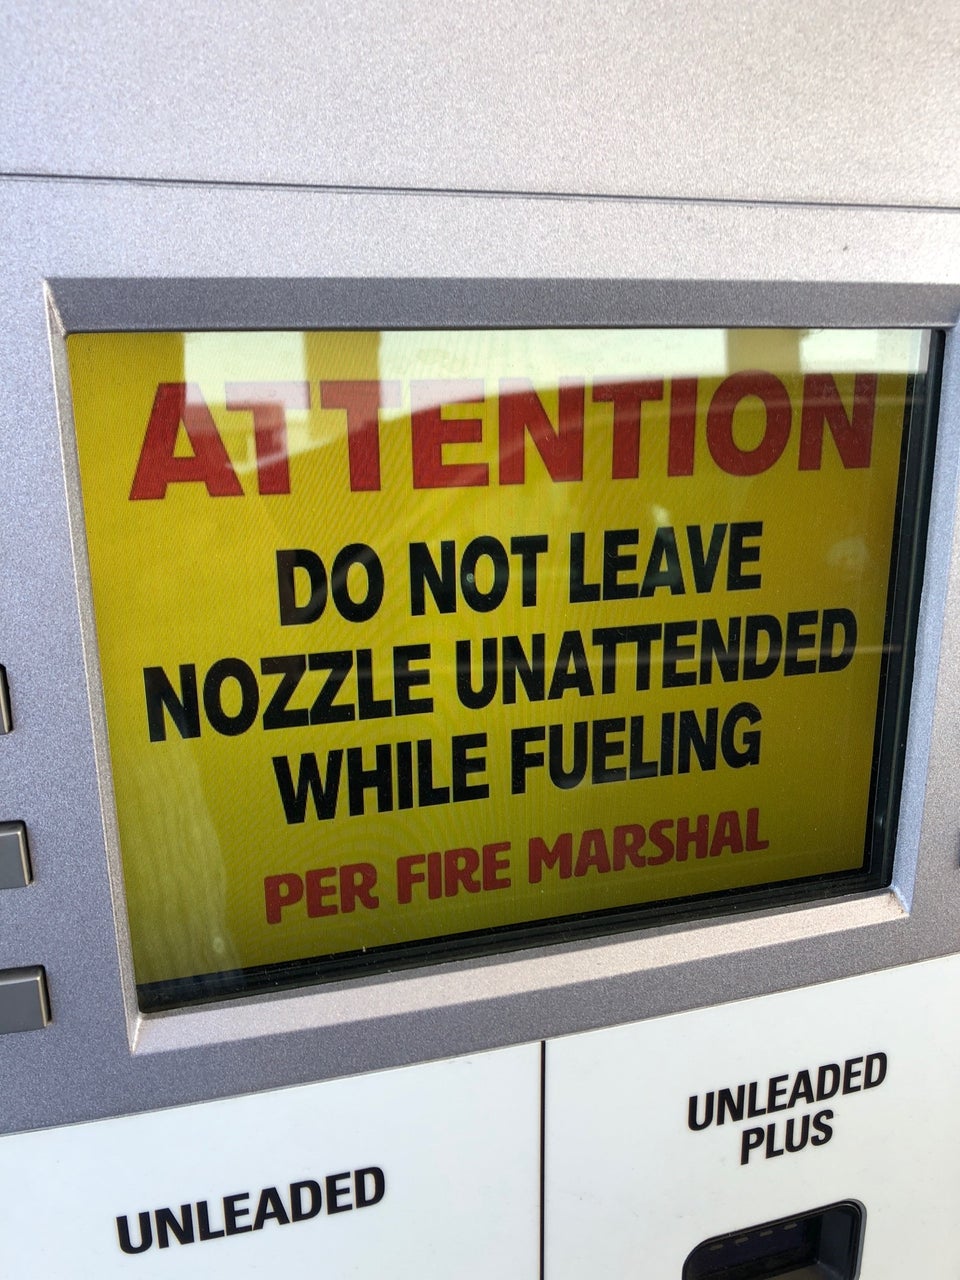 ATTENTION
DO NOT LEAVE
NOZZLE UNATTENDED
WHILE FUELING
PER FIRE MARSHAL
UNLEADED
UNLEADED
PLUS